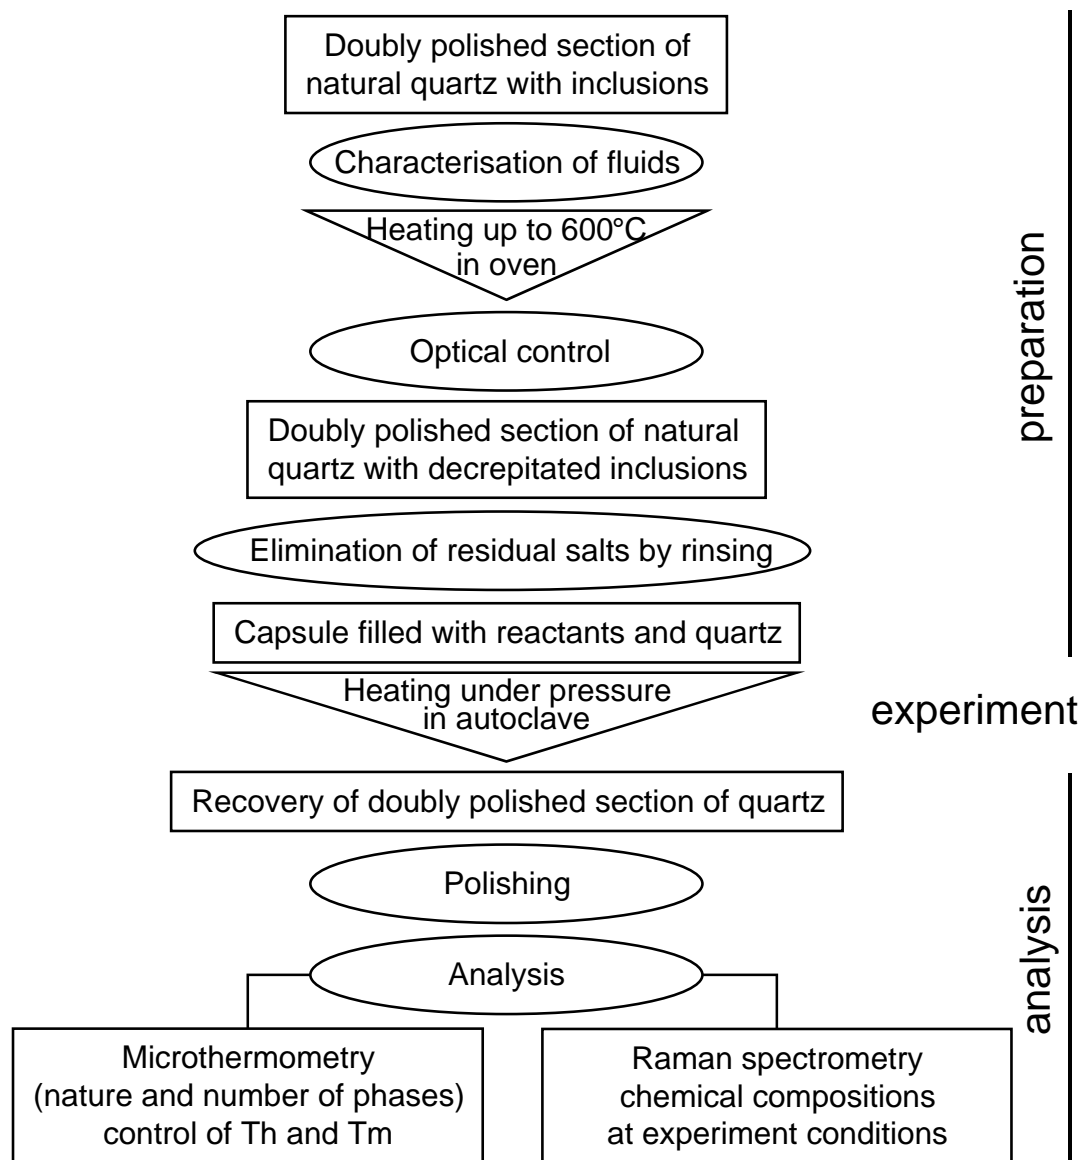 Doubly polished section of
natural quartz with inclusions
Characterisation of fluids
Heating up to 600°C
in oven
Optical control
Doubly polished section of natural
quartz with decrepitated inclusions
Elimination of residual salts by rinsing
Capsule filled with reactants and quartz
preparation
Heating under pressure
in autoclave
experiment
Recovery of doubly polished section of quartz
Polishing
Analysis
Microthermometry
(nature and number of phases)
control of Th and Tm
Raman spectrometry
chemical compositions
at experiment conditions
analysis